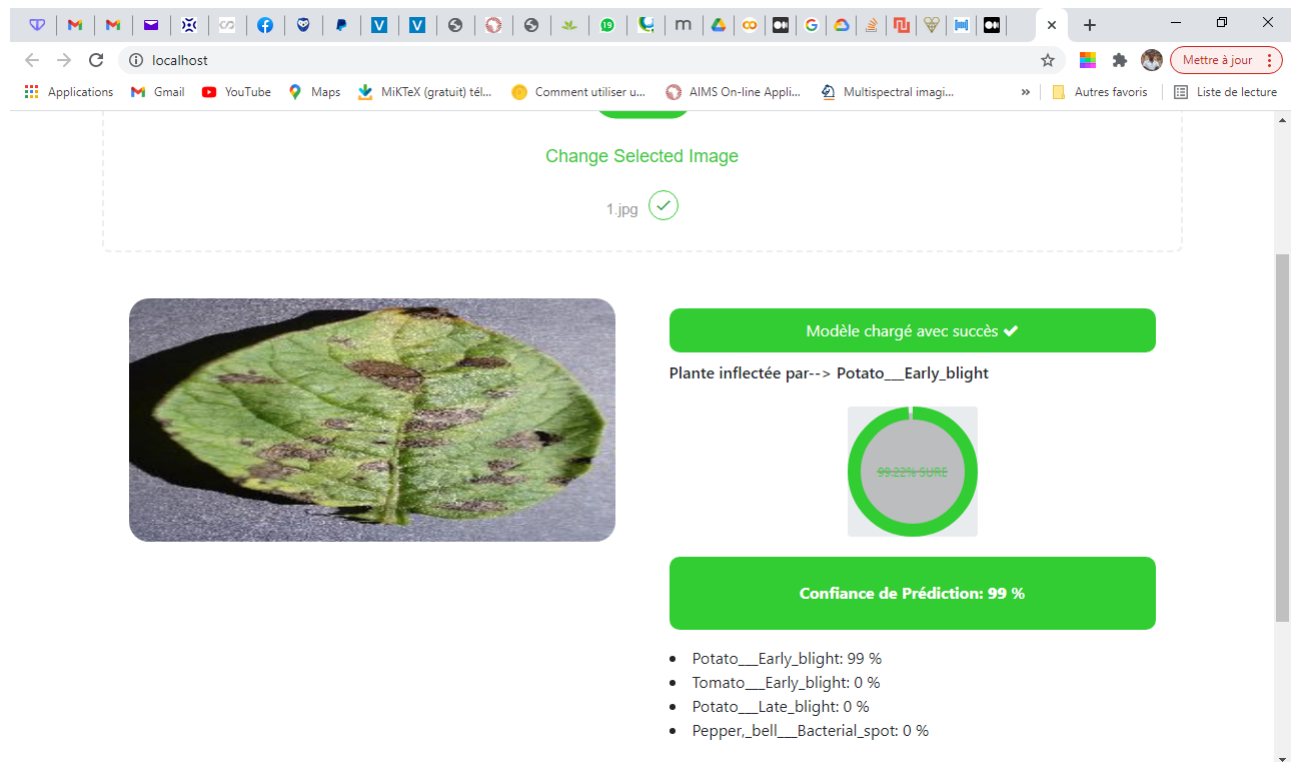 localhost
Mettre à jour
Applications
Gmail
YouTube
Maps
MiKTeX (gratuit) tél...
Comment utiliser u...
AIMS On-line Appli...
Multispectral imagi...
»
Autres favoris
Liste de lecture
Change Selected Image
1.jpg
Modèle chargé avec succès
Plante inflectée par--> Potato___Early_blight
99.22% SURE
Confiance de Prédiction: 99 %
Potato___Early_blight: 99 %
Tomato___Early_blight: 0 %
Potato___Late_blight: 0 %
Pepper,_bell___Bacterial_spot: 0 %